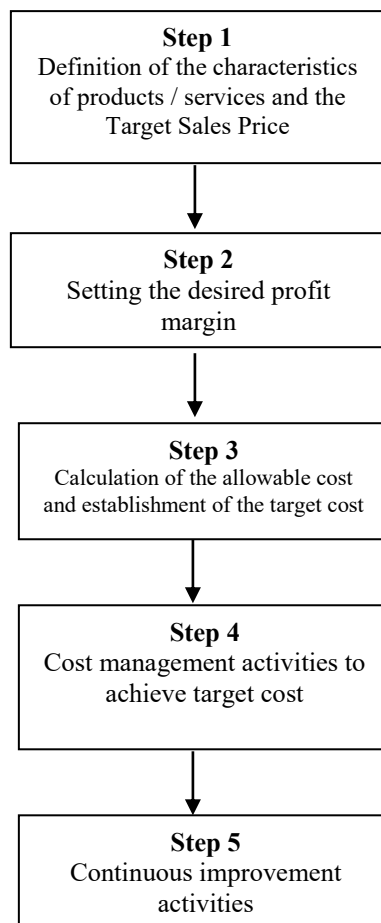 Step 1
Definition of the characteristics
of products / services and the
Target Sales Price
Step 2
Setting the desired profit
margin
Step 3
Calculation of the allowable cost
and establishment of the target cost
Step 4
Cost management activities to
achieve target cost
Step 5
Continuous improvement
activities